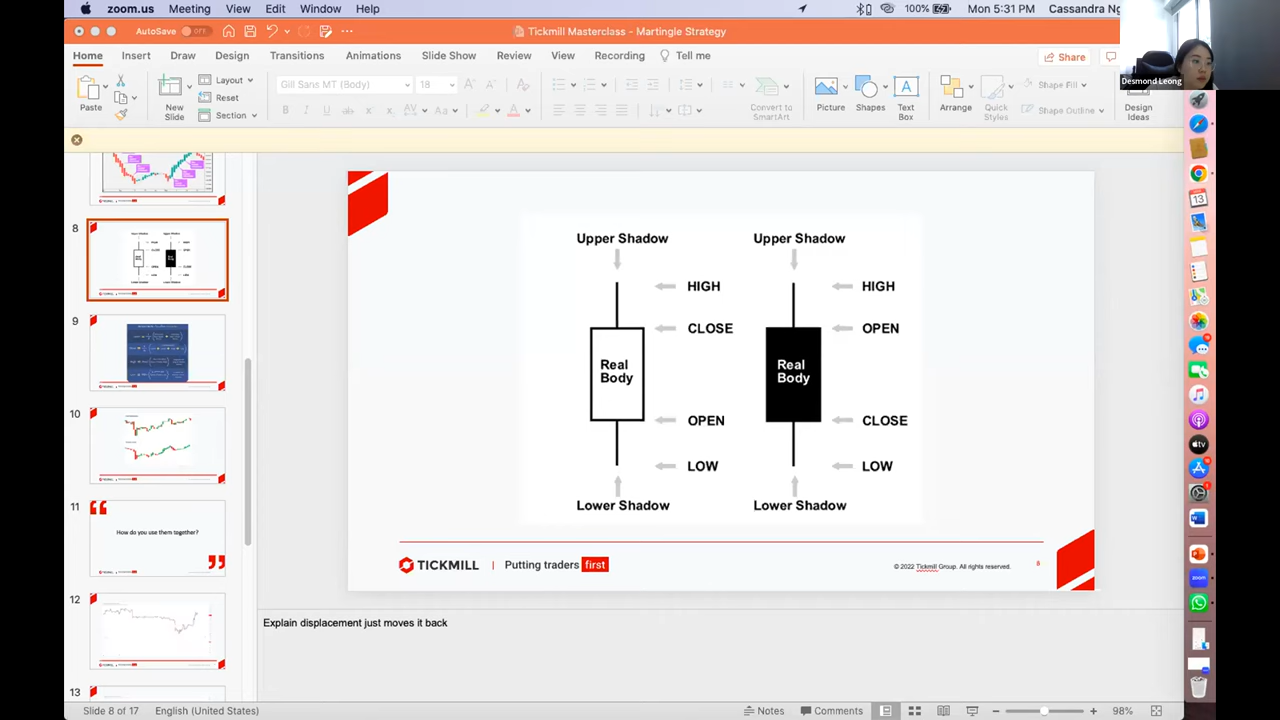 zoom.us Meeting View Edit Window Help 100% Mon 5:31 PM Cassandra Ng
AutoSave OFF Tickmill Masterclass - Martingle Strategy
Home Insert Draw Design Transitions Animations Slide Show Review View Recording Tell me Share
Desmond Leong
Paste New Slide Layout Reset Section Gill Sans MT (Body) 18 Convert to SmartArt Picture Shapes Text Box Arrange Quick Styles Shape Fill Shape Outline Design Ideas
8
9
10
11
How do you use them together?
12
13
Upper Shadow Upper Shadow
HIGH HIGH
CLOSE OPEN
Real Body Real Body
OPEN CLOSE
LOW LOW
Lower Shadow Lower Shadow
TICKMILL | Putting traders first © 2022 Tickmill Group. All rights reserved. 8
Explain displacement just moves it back
Slide 8 of 17 English (United States) Notes Comments 98%